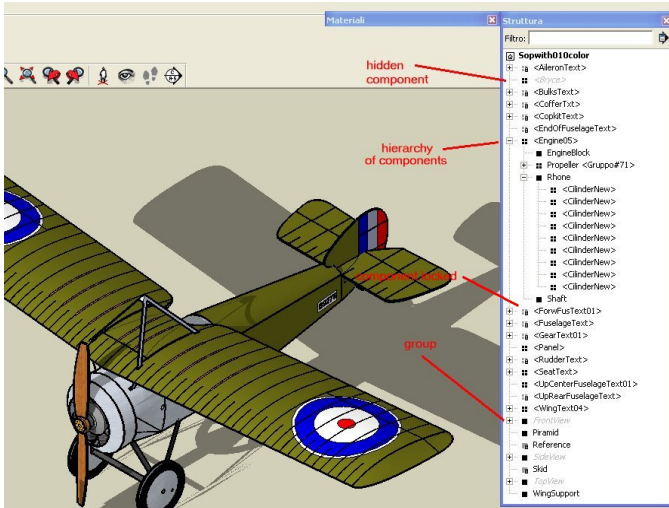 Materiali
Struttura
Filtro:
Sopwith010color
<AileronText>
<Bryce>
<BulksText>
<CofferTxt>
<CopkitText>
<EndOfFuselageText>
<Engine05>
EngineBlock
Propeller <Gruppo#71>
Rhone
<CilinderNew>
<CilinderNew>
<CilinderNew>
<CilinderNew>
<CilinderNew>
<CilinderNew>
<CilinderNew>
Shaft
<ForwFusText01>
<FuselageText>
<GearText01>
<Panel>
<RudderText>
<SeatText>
<UpCenterFuselageText01>
<UpRearFuselageText>
<WingText04>
FrontView
Piramid
Reference
SideView
Skid
TopView
WingSupport
hidden
component
hierarchy
of components
component locked
group